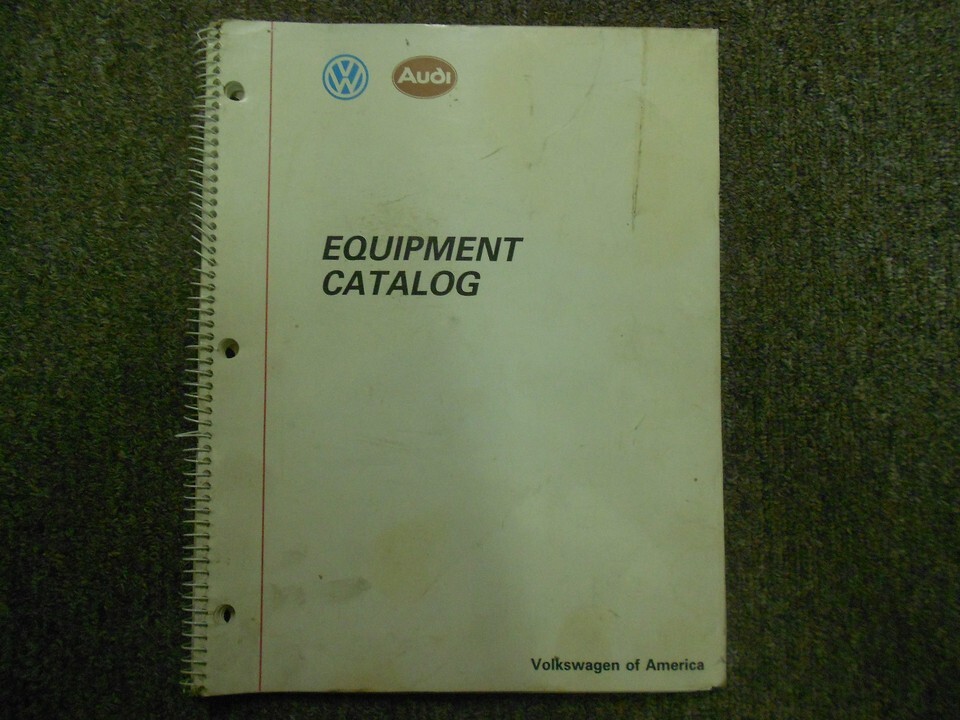 VW Audi
EQUIPMENT
CATALOG
Volkswagen of America